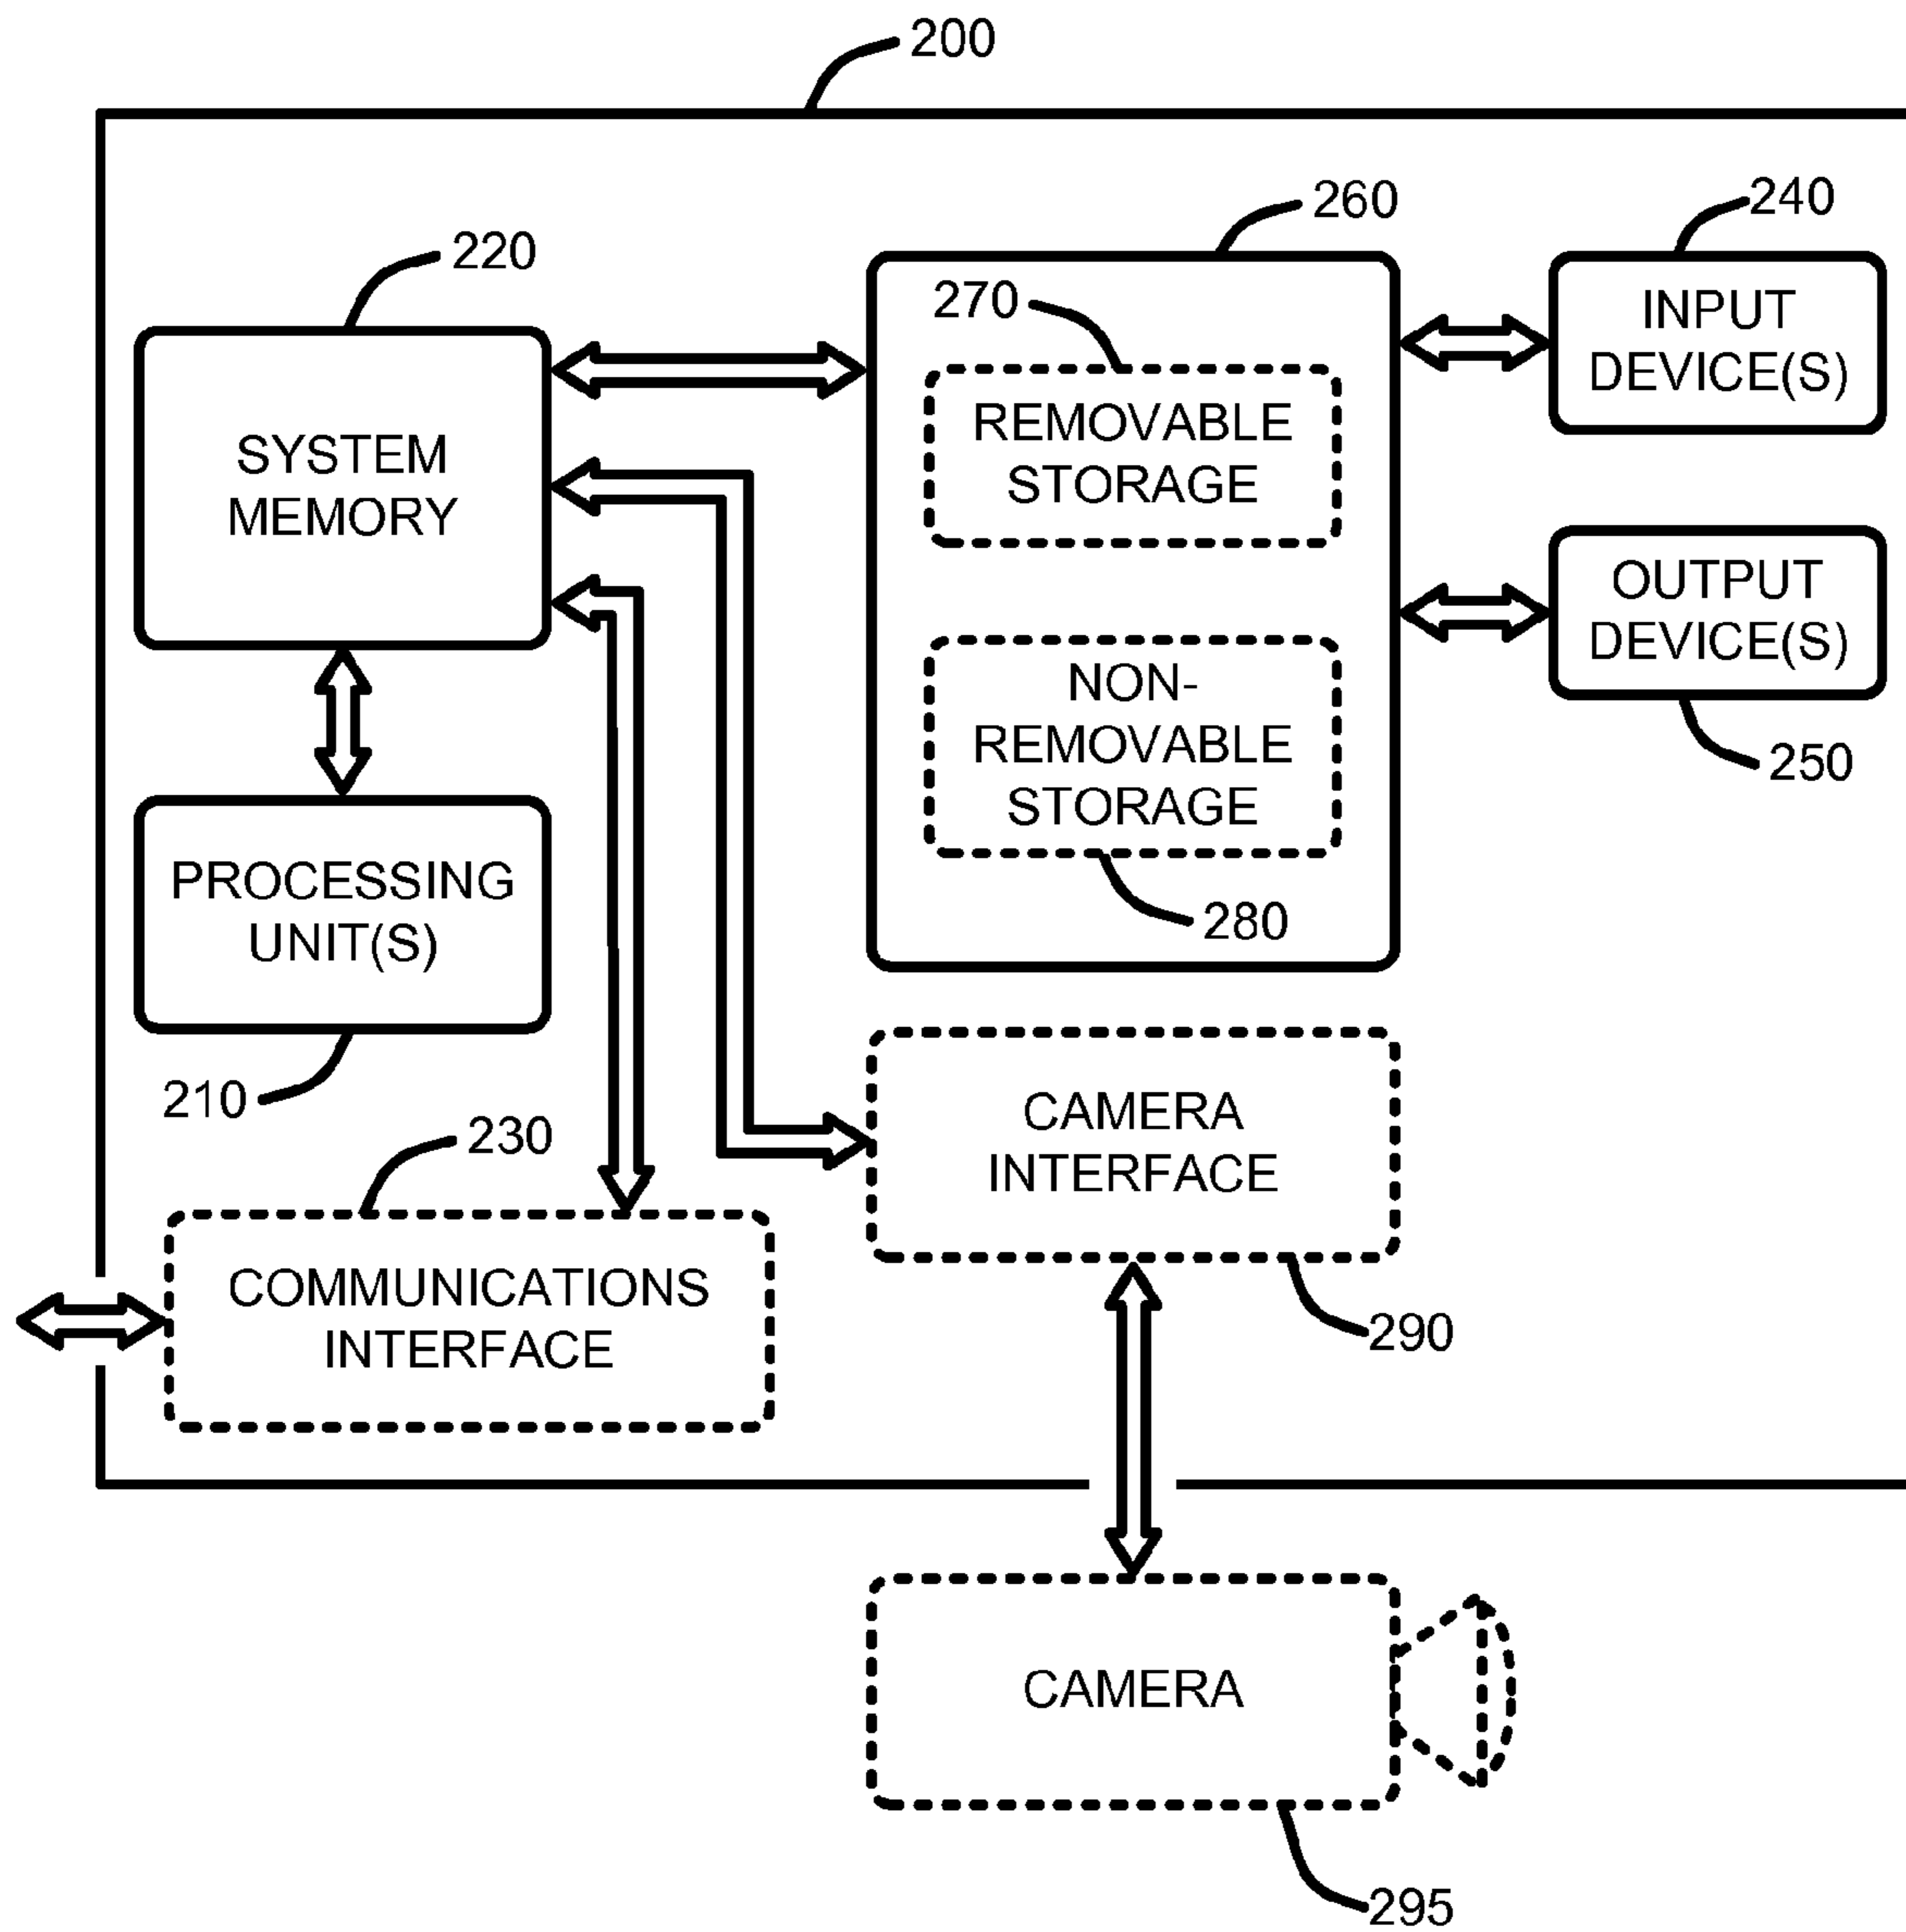 200
260
240
220
270
INPUT
DEVICE(S)
REMOVABLE
STORAGE
SYSTEM
MEMORY
OUTPUT
DEVICE(S)
NON-
REMOVABLE
STORAGE
250
PROCESSING
UNIT(S)
280
210
230
CAMERA
INTERFACE
COMMUNICATIONS
INTERFACE
290
CAMERA
295